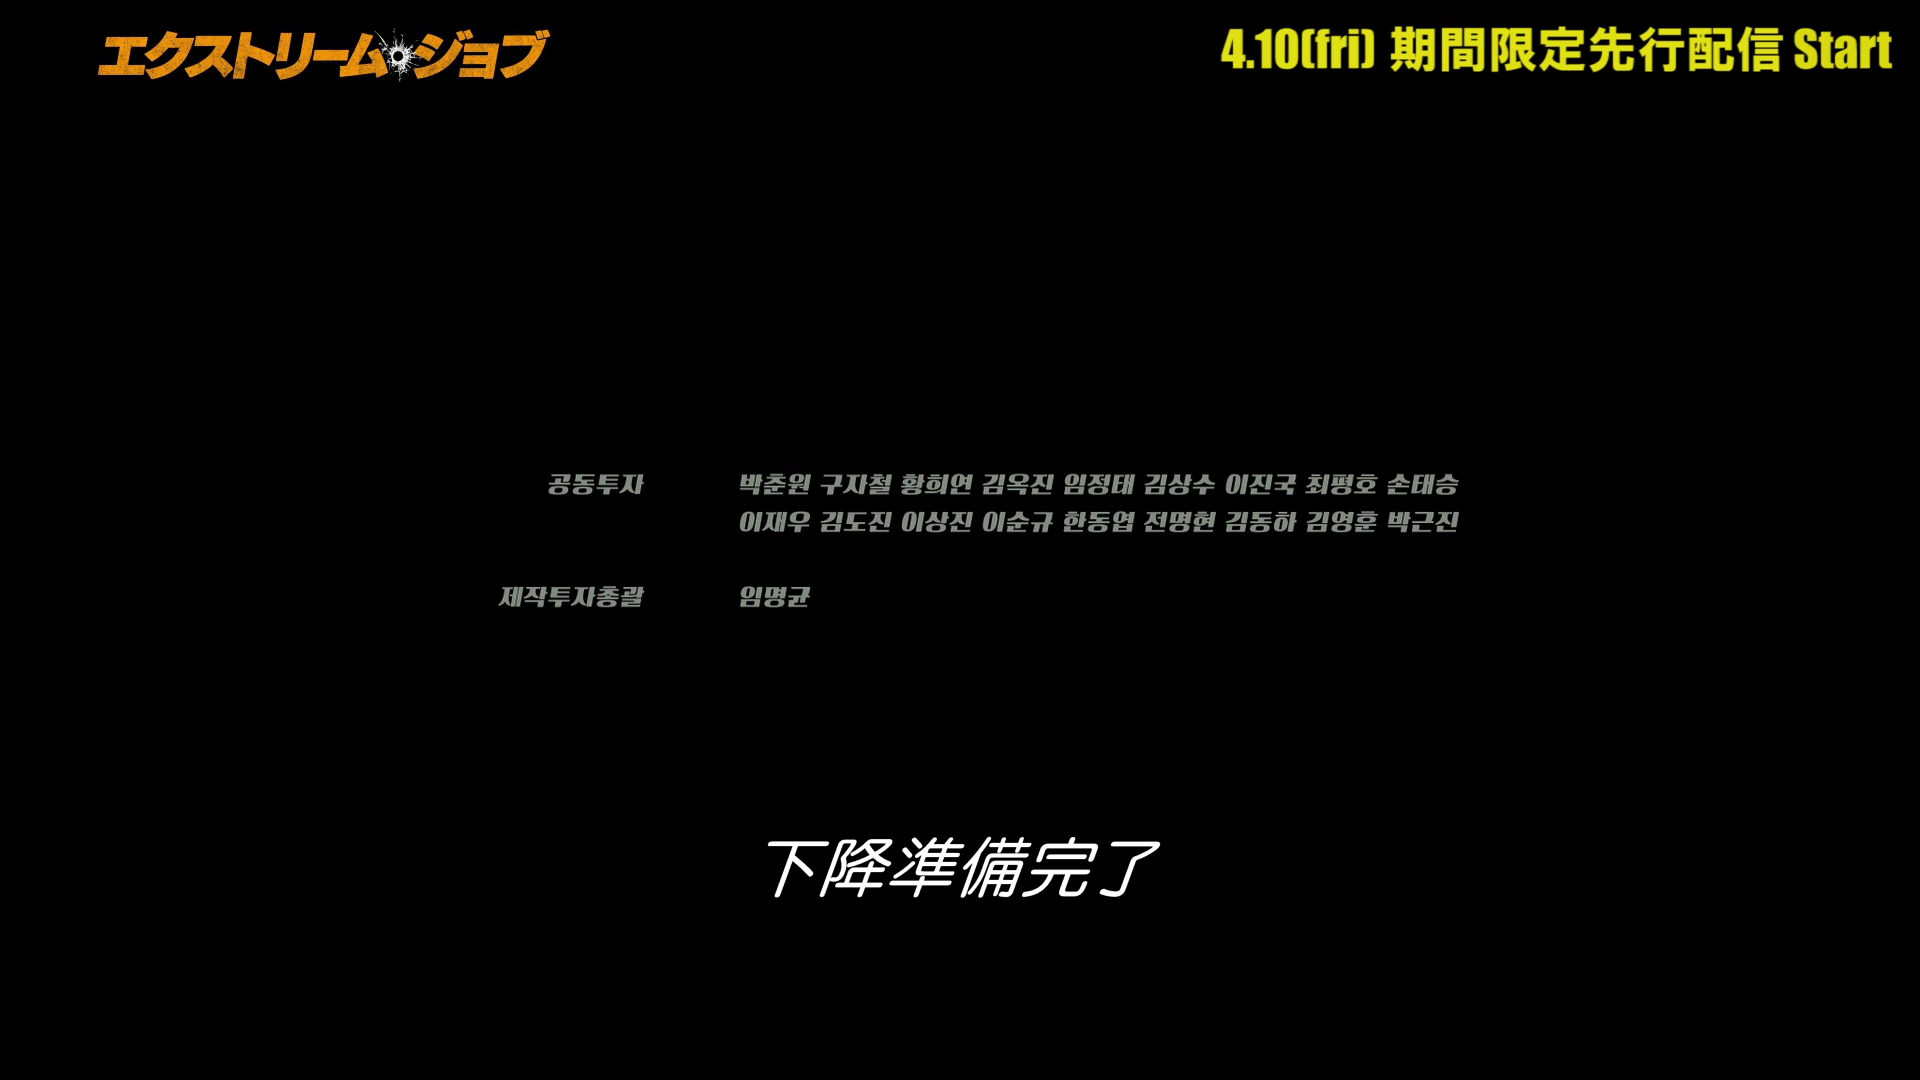 エクストリーム・ジョブ
4.10(fri) 期間限定先行配信 Start
공동투자 박춘원 구자철 황희연 김옥진 임정태 김상수 이진국 최평호 손태승
이재우 김도진 이상진 이순규 한동엽 전명현 김동하 김영훈 박근진
제작투자총괄 임명균
下降準備完了